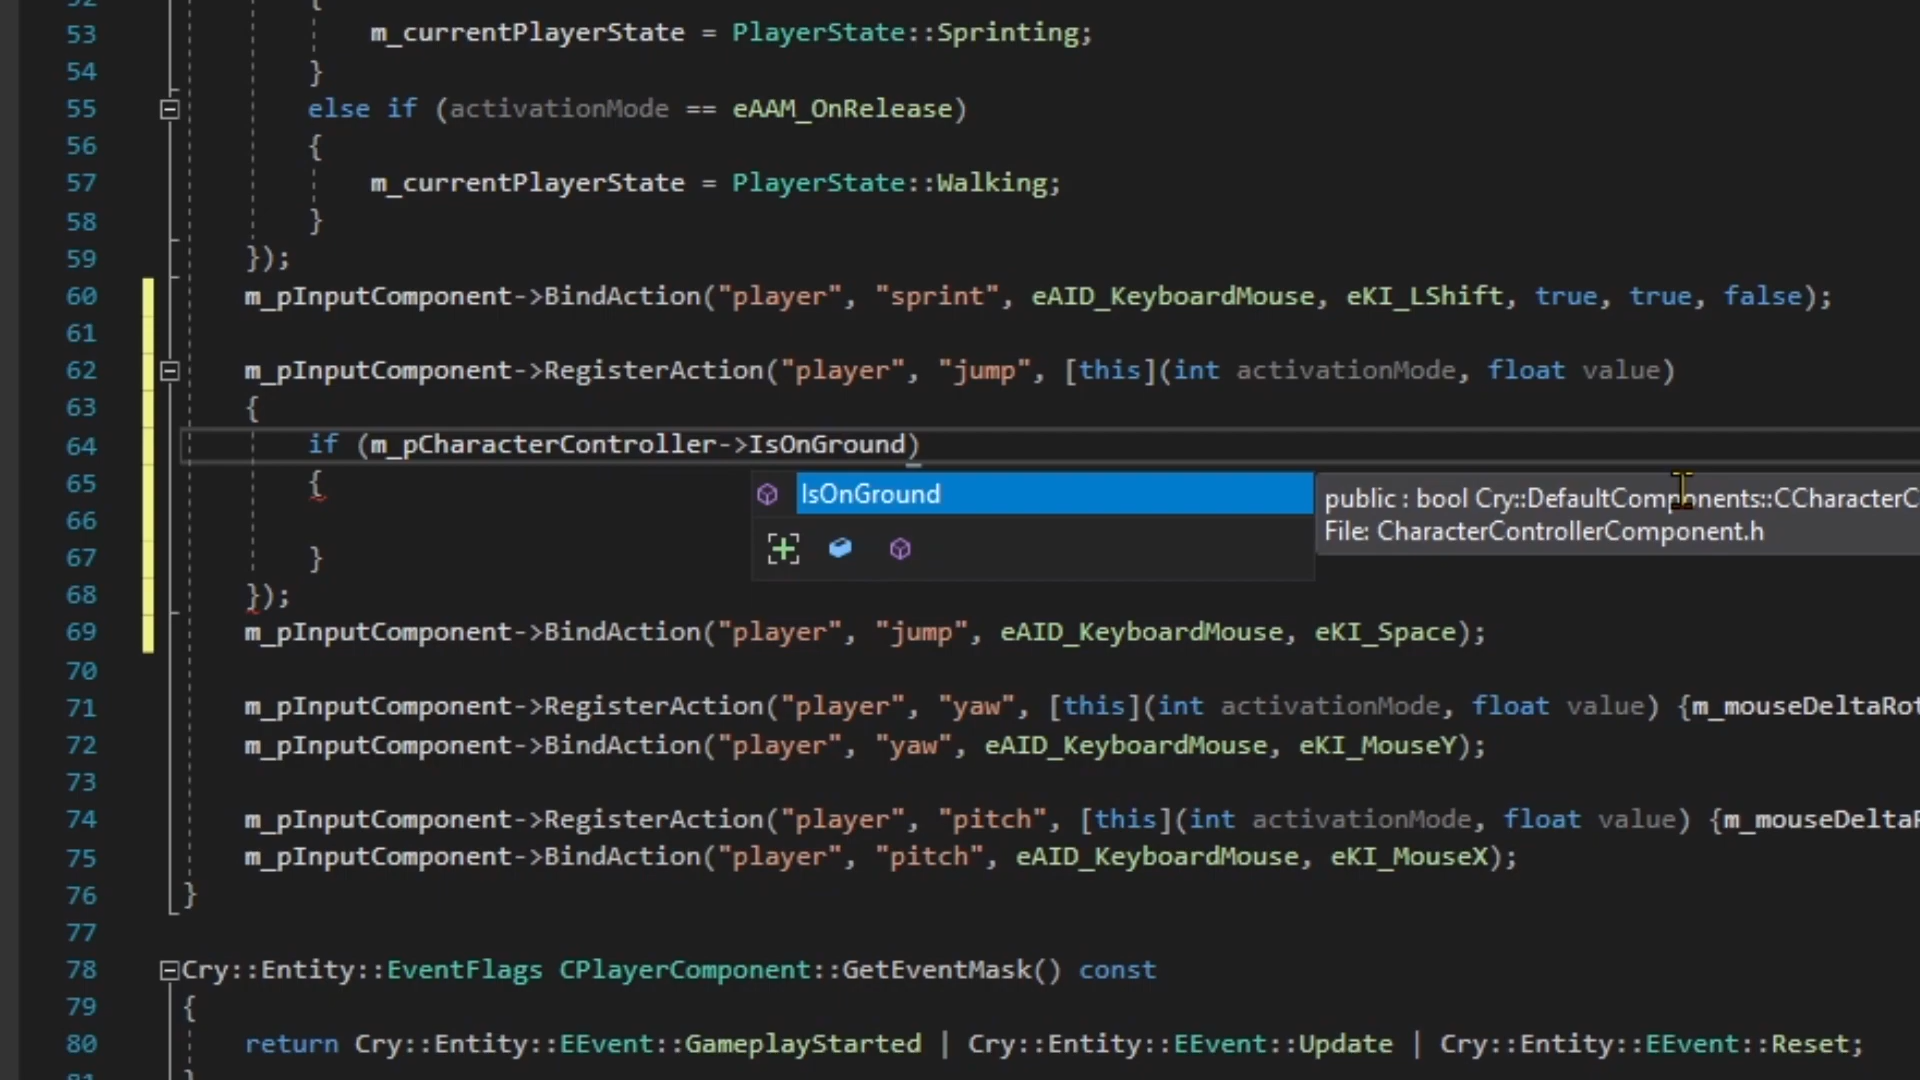 52 {
53 m_currentPlayerState = PlayerState::Sprinting;
54 }
55 else if (activationMode == eAAM_OnRelease)
56 {
57 m_currentPlayerState = PlayerState::Walking;
58 }
59 });
60 m_pInputComponent->BindAction("player", "sprint", eAID_KeyboardMouse, eKI_LShift, true, true, false);
61
62 m_pInputComponent->RegisterAction("player", "jump", [this](int activationMode, float value)
63 {
64 if (m_pCharacterController->IsOnGround)
65 {
IsOnGround
public : bool Cry::DefaultComponents::CCharacterC
File: CharacterControllerComponent.h
66
67 }
68 });
69 m_pInputComponent->BindAction("player", "jump", eAID_KeyboardMouse, eKI_Space);
70
71 m_pInputComponent->RegisterAction("player", "yaw", [this](int activationMode, float value) {m_mouseDeltaRot
72 m_pInputComponent->BindAction("player", "yaw", eAID_KeyboardMouse, eKI_MouseY);
73
74 m_pInputComponent->RegisterAction("player", "pitch", [this](int activationMode, float value) {m_mouseDeltaR
75 m_pInputComponent->BindAction("player", "pitch", eAID_KeyboardMouse, eKI_MouseX);
76 }
77
78 Cry::Entity::EventFlags CPlayerComponent::GetEventMask() const
79 {
80 return Cry::Entity::EEvent::GameplayStarted | Cry::Entity::EEvent::Update | Cry::Entity::EEvent::Reset;